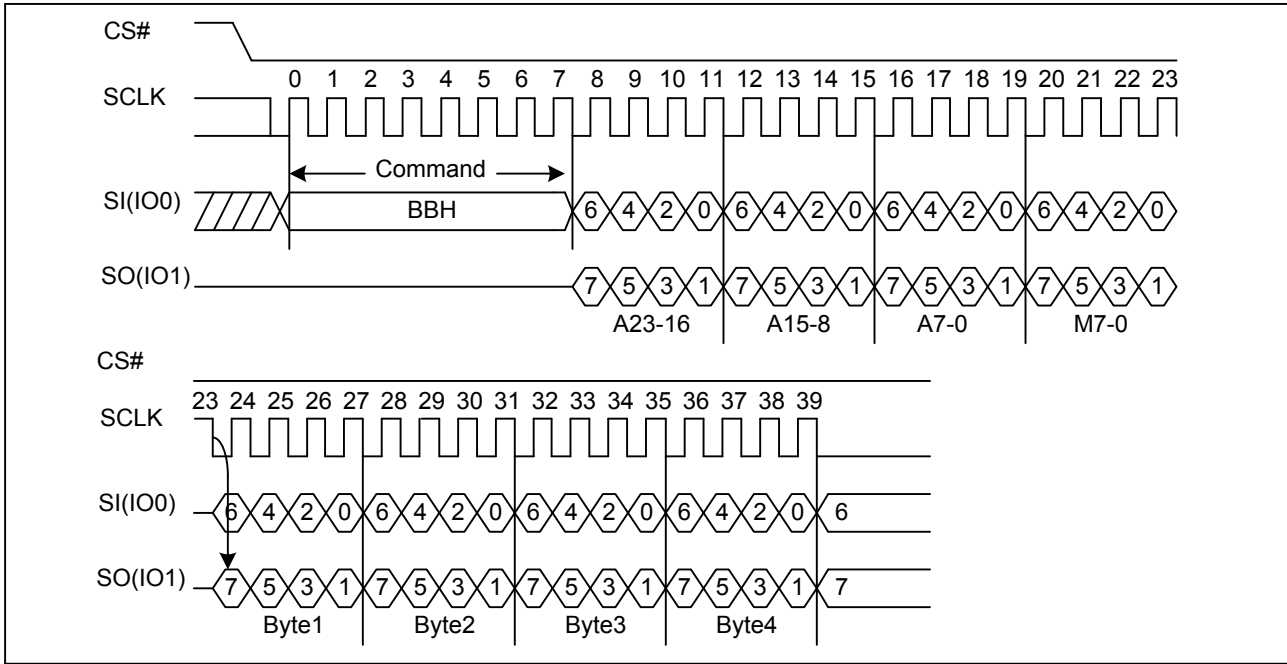 CS#
0 1 2 3 4 5 6 7 8 9 10 11 12 13 14 15 16 17 18 19 20 21 22 23
SCLK
Command
SI(IO0) BBH 6 4 2 0 6 4 2 0 6 4 2 0 6 4 2 0
SO(IO1) 7 5 3 1 7 5 3 1 7 5 3 1 7 5 3 1
A23-16 A15-8 A7-0 M7-0
CS#
23 24 25 26 27 28 29 30 31 32 33 34 35 36 37 38 39
SCLK
SI(IO0) 6 4 2 0 6 4 2 0 6 4 2 0 6 4 2 0 6
SO(IO1) 7 5 3 1 7 5 3 1 7 5 3 1 7 5 3 1 7
Byte1 Byte2 Byte3 Byte4